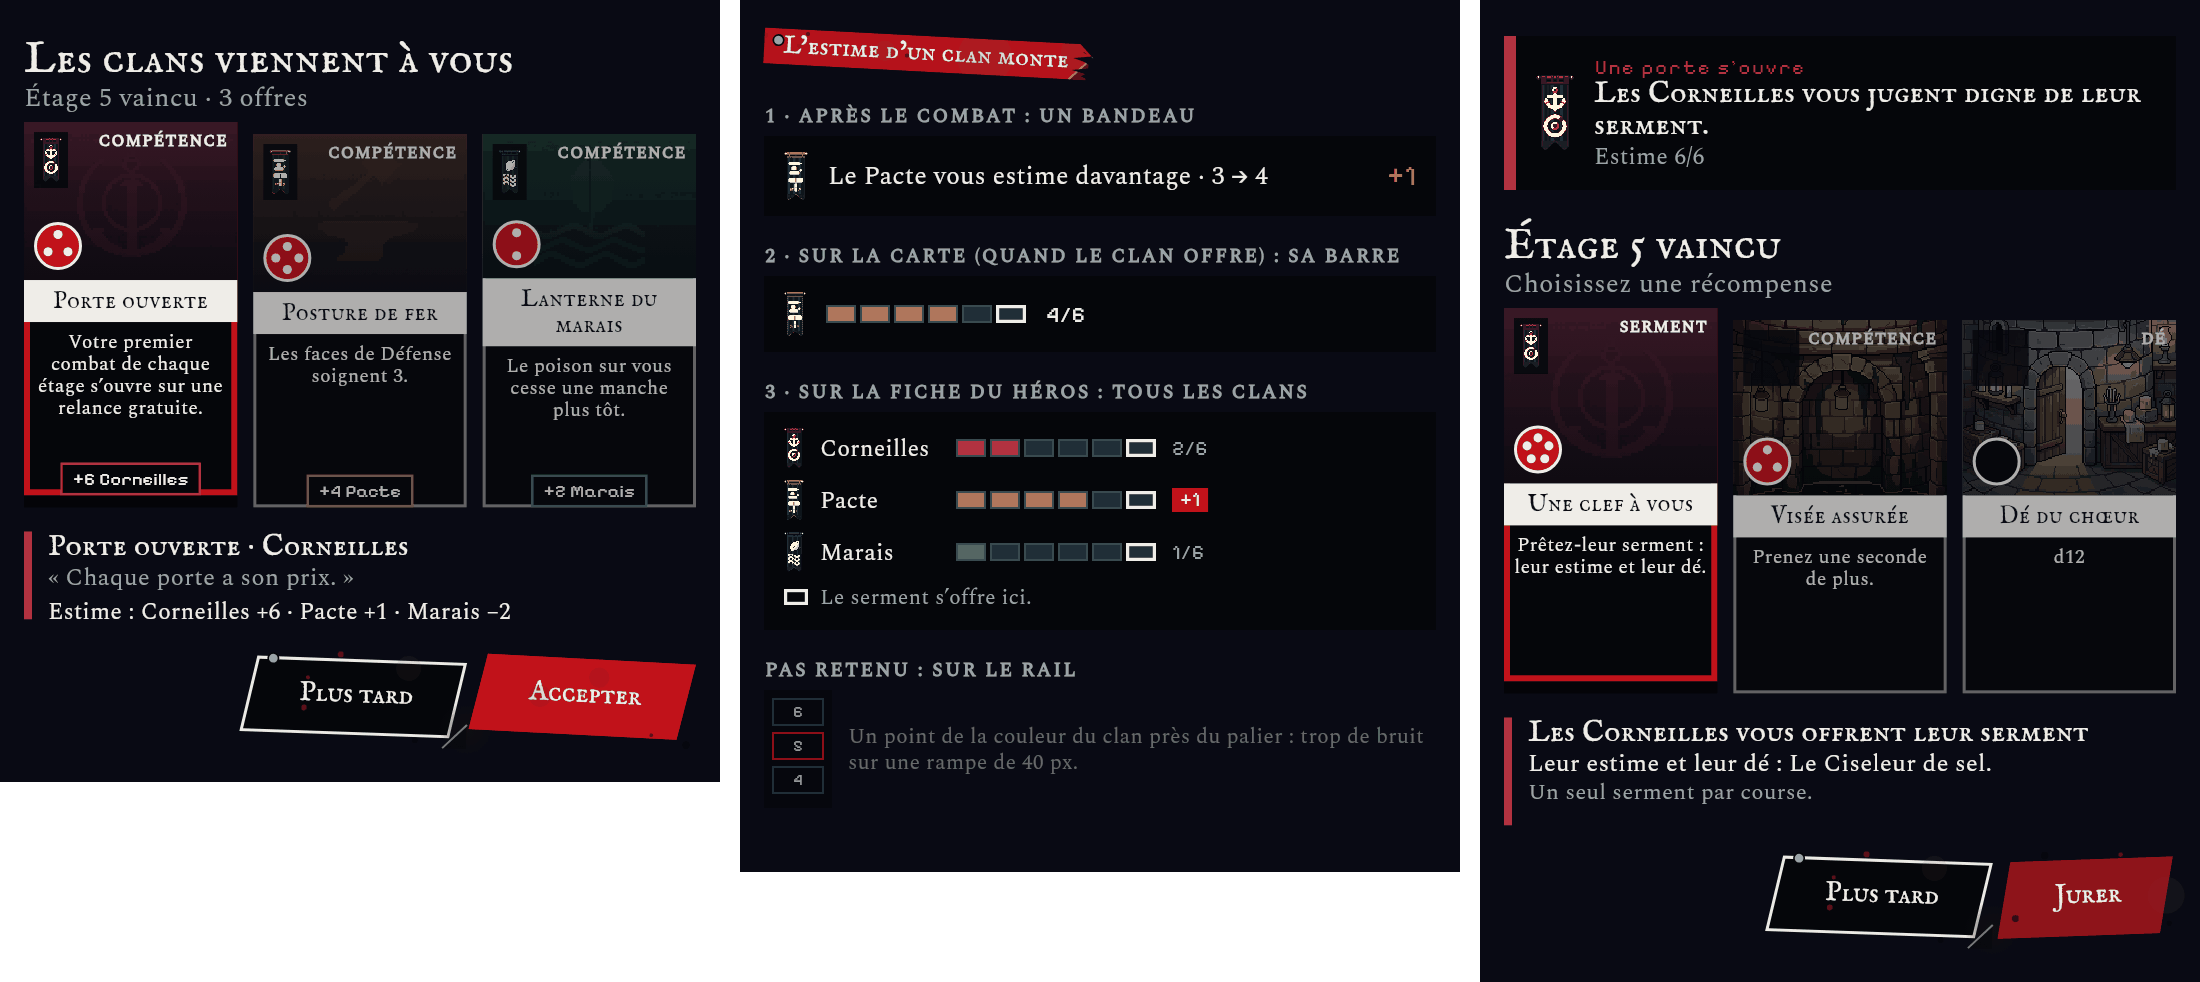 Les clans viennent à vous
Étage 5 vaincu · 3 offres
COMPÉTENCE
Porte ouverte
Votre premier
combat de chaque
étage s'ouvre sur une
relance gratuite.
+6 Corneilles
COMPÉTENCE
Posture de fer
Les faces de Défense
soignent 3.
+4 Pacte
COMPÉTENCE
Lanterne du
marais
Le poison sur vous
cesse une manche
plus tôt.
+2 Marais
Porte ouverte · Corneilles
« Chaque porte a son prix. »
Estime : Corneilles +6 · Pacte +1 · Marais −2
Plus tard
Accepter
L'estime d'un clan monte
1 · APRÈS LE COMBAT : UN BANDEAU
Le Pacte vous estime davantage · 3 → 4
+1
2 · SUR LA CARTE (QUAND LE CLAN OFFRE) : SA BARRE
4/6
3 · SUR LA FICHE DU HÉROS : TOUS LES CLANS
Corneilles 2/6
Pacte +1
Marais 1/6
Le serment s'offre ici.
PAS RETENU : SUR LE RAIL
6
5
4
Un point de la couleur du clan près du palier : trop de bruit
sur une rampe de 40 px.
Une porte s'ouvre
Les Corneilles vous jugent digne de leur
serment.
Estime 6/6
Étage 5 vaincu
Choisissez une récompense
SERMENT
Une clef à vous
Prêtez-leur serment :
leur estime et leur dé.
COMPÉTENCE
Visée assurée
Prenez une seconde
de plus.
DÉ
Dé du chœur
d12
Les Corneilles vous offrent leur serment
Leur estime et leur dé : Le Ciseleur de sel.
Un seul serment par course.
Plus tard
Jurer